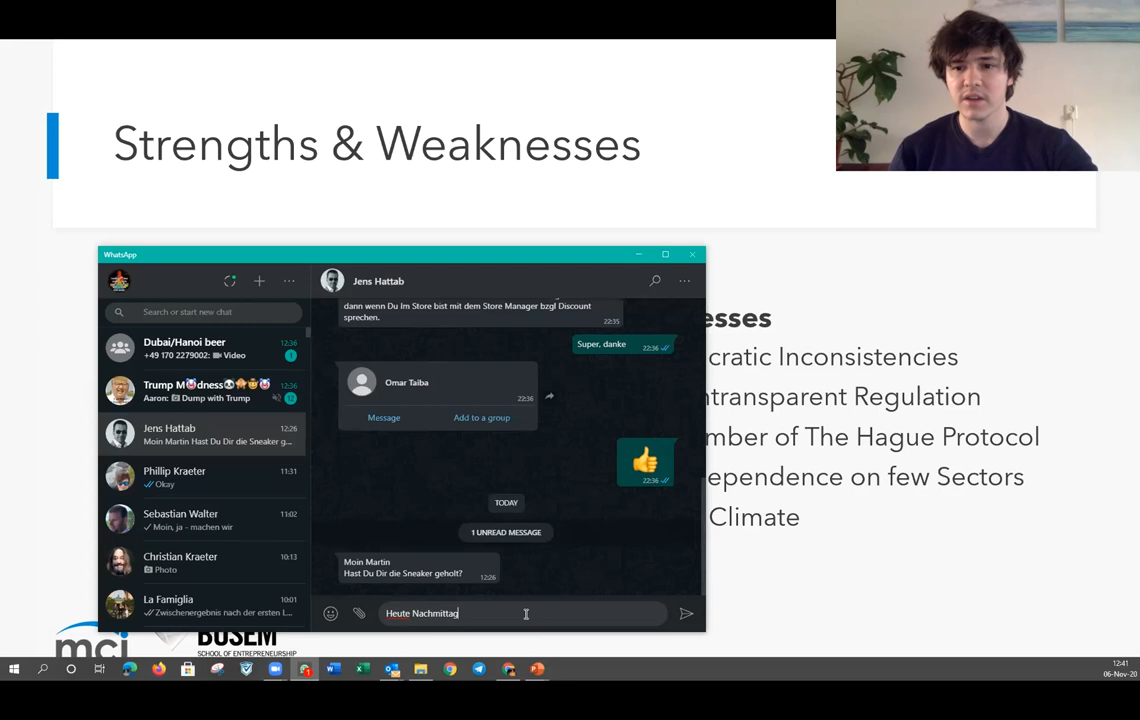 Strengths & Weaknesses
WhatsApp
Jens Hattab
Search or start new chat
Dubai/Hanoi beer
12:36
+49 170 2279002: Video
1
Trump M🤡dness🐼🙈🤠🤡
12:36
Aaron: Dump with Trump
12
Jens Hattab
12:26
Moin Martin Hast Du Dir die Sneaker g...
Phillip Kraeter
11:31
Okay
Sebastian Walter
11:02
Moin, ja - machen wir
Christian Kraeter
10:13
Photo
La Famiglia
10:01
Zwischenergebnis nach der ersten I...
dann wenn Du Im Store bist mit dem Store Manager bzgl Discount
sprechen.
22:35
Super, danke
22:36
Omar Taiba
22:36
Message
Add to a group
👍
22:36
TODAY
1 UNREAD MESSAGE
Moin Martin
Hast Du Dir die Sneaker geholt?
12:26
Heute Nachmittag
esses
cratic Inconsistencies
ntransparent Regulation
mber of The Hague Protocol
ependence on few Sectors
Climate
mci
BUSEM
SCHOOL OF ENTREPRENEURSHIP
12:41
06-Nov-20